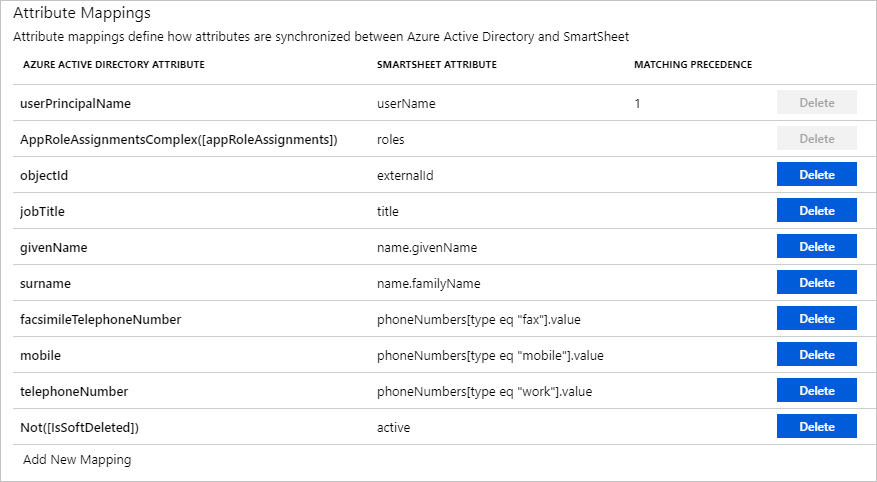 Attribute Mappings
Attribute mappings define how attributes are synchronized between Azure Active Directory and SmartSheet
AZURE ACTIVE DIRECTORY ATTRIBUTE SMARTSHEET ATTRIBUTE MATCHING PRECEDENCE
userPrincipalName userName 1 Delete
AppRoleAssignmentsComplex([appRoleAssignments]) roles Delete
objectId externalId Delete
jobTitle title Delete
givenName name.givenName Delete
surname name.familyName Delete
facsimileTelephoneNumber phoneNumbers[type eq "fax"].value Delete
mobile phoneNumbers[type eq "mobile"].value Delete
telephoneNumber phoneNumbers[type eq "work"].value Delete
Not([IsSoftDeleted]) active Delete
Add New Mapping